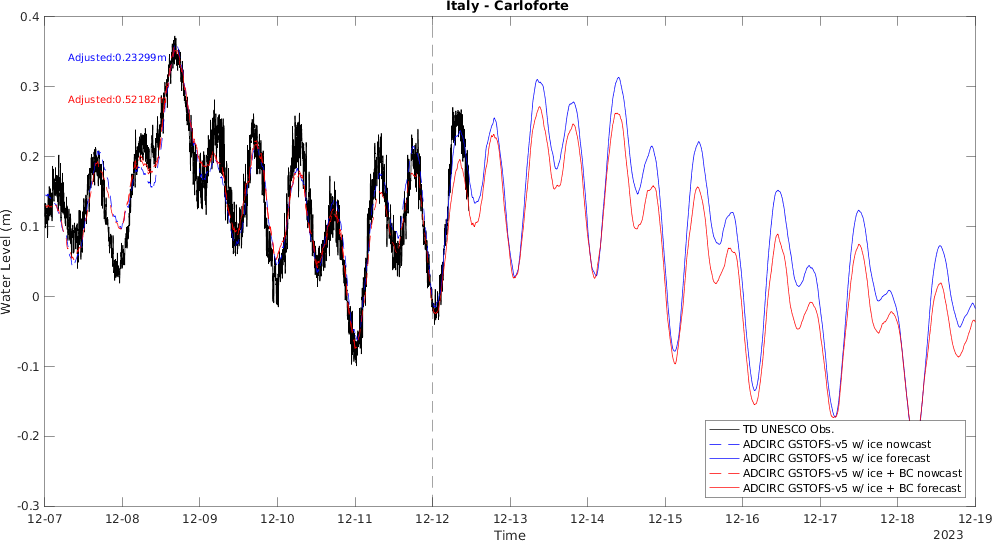 Italy - Carloforte
Water Level (m)
0.4
0.3
0.2
0.1
0
-0.1
-0.2
-0.3
Adjusted:0.23299m
Adjusted:0.52182m
TD UNESCO Obs.
ADCIRC GSTOFS-v5 w/ ice nowcast
ADCIRC GSTOFS-v5 w/ ice forecast
ADCIRC GSTOFS-v5 w/ ice + BC nowcast
ADCIRC GSTOFS-v5 w/ ice + BC forecast
12-07 12-08 12-09 12-10 12-11 12-12 12-13 12-14 12-15 12-16 12-17 12-18 12-19
Time
2023